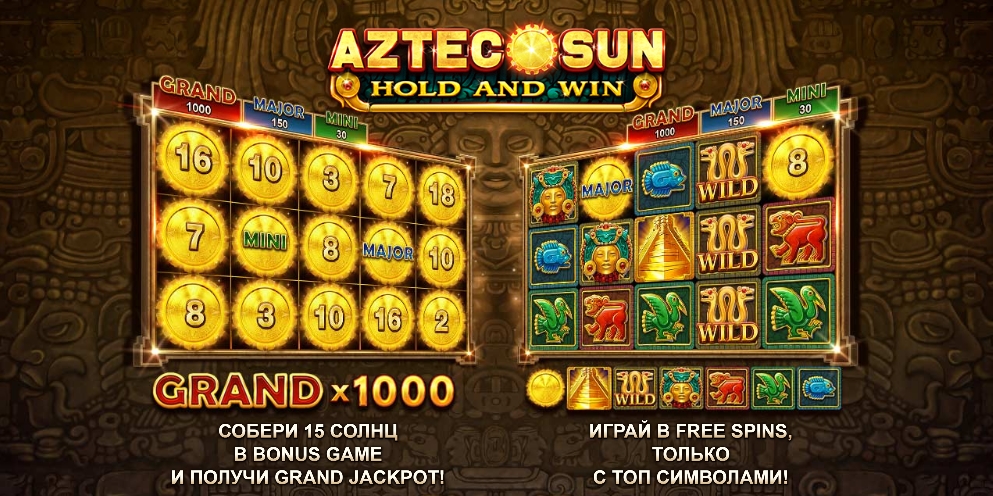 AZTEC SUN
HOLD AND WIN
GRAND MAJOR MINI
1000 150 30
16 10 3 7 18
7 MINI 8 MAJOR 10
8 3 10 16 2
GRAND x1000
СОБЕРИ 15 СОЛНЦ
В BONUS GAME
И ПОЛУЧИ GRAND JACKPOT!
GRAND MAJOR MINI
1000 150 30
MAJOR WILD 8
WILD
WILD
WILD
ИГРАЙ В FREE SPINS,
ТОЛЬКО
С ТОП СИМВОЛАМИ!